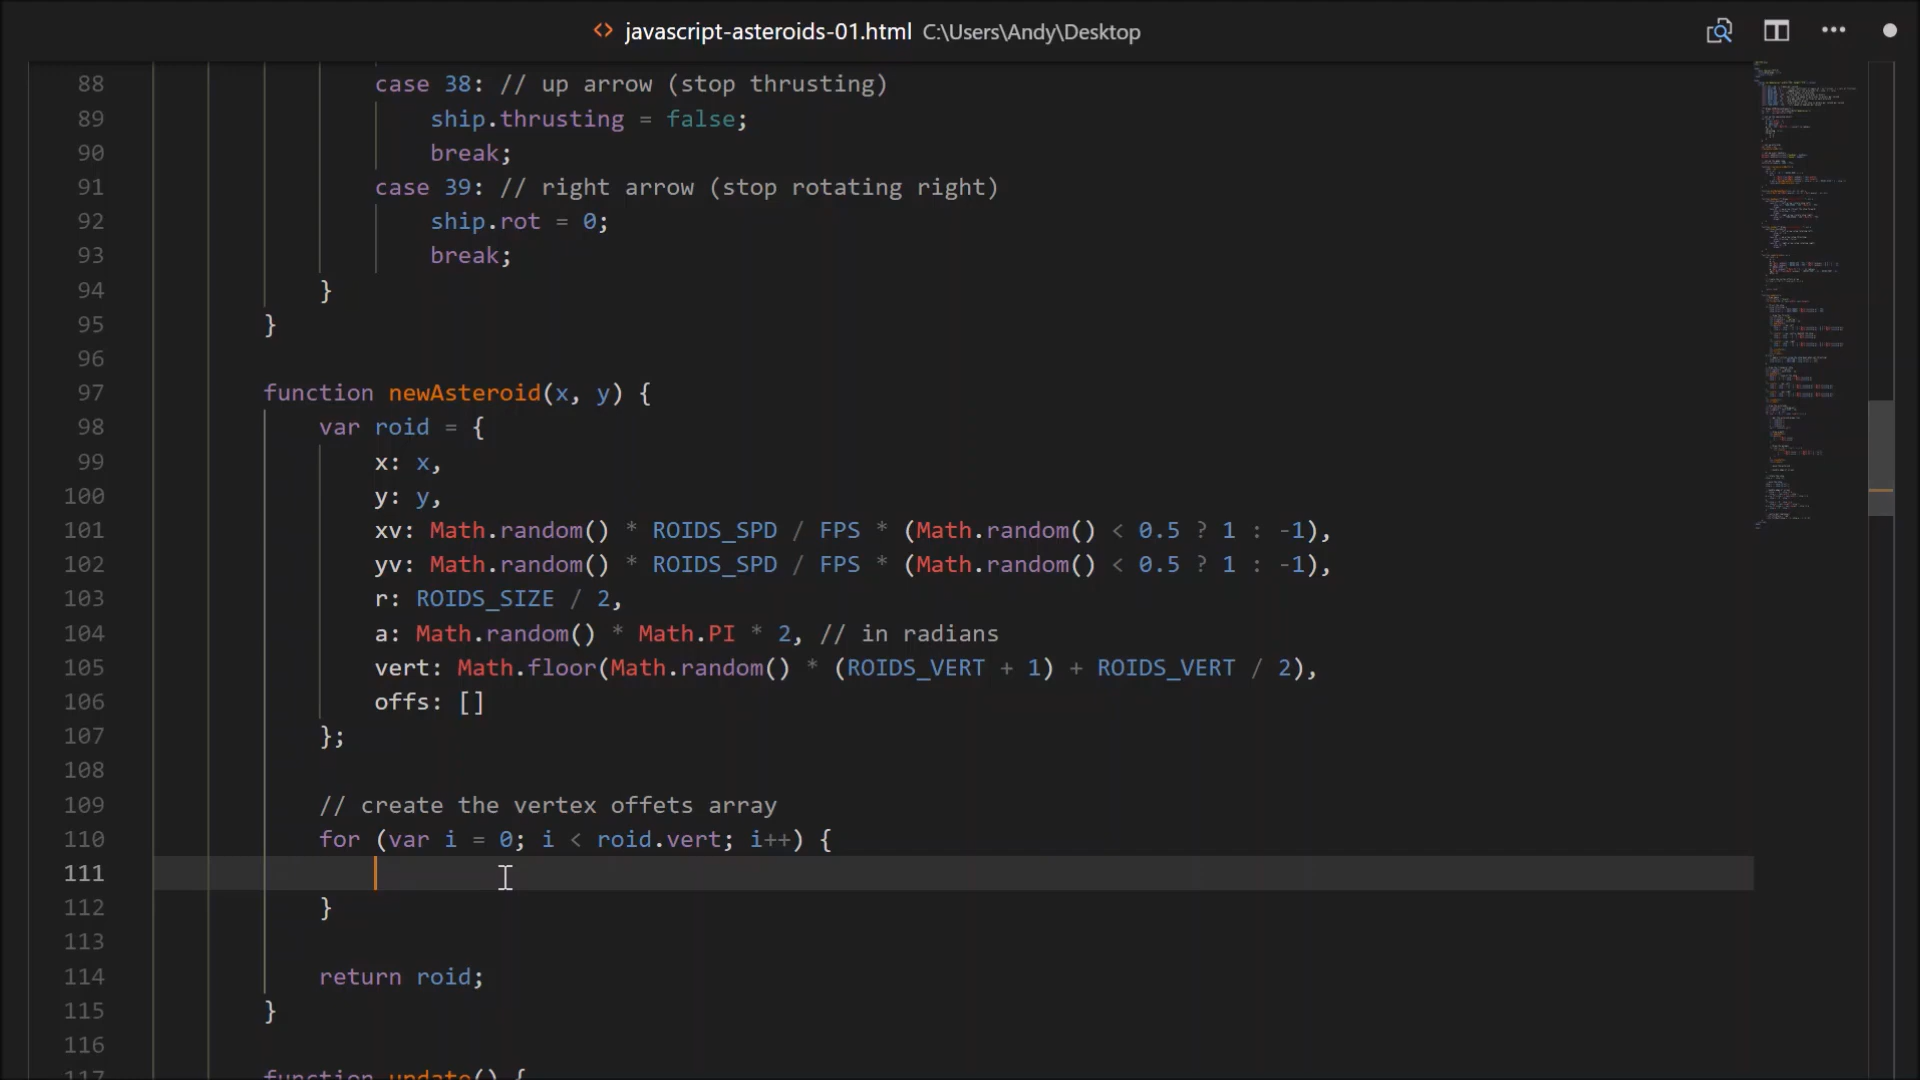 <> javascript-asteroids-01.html C:\Users\Andy\Desktop
88 case 38: // up arrow (stop thrusting)
89 ship.thrusting = false;
90 break;
91 case 39: // right arrow (stop rotating right)
92 ship.rot = 0;
93 break;
94 }
95 }
96
97 function newAsteroid(x, y) {
98 var roid = {
99 x: x,
100 y: y,
101 xv: Math.random() * ROIDS_SPD / FPS * (Math.random() < 0.5 ? 1 : -1),
102 yv: Math.random() * ROIDS_SPD / FPS * (Math.random() < 0.5 ? 1 : -1),
103 r: ROIDS_SIZE / 2,
104 a: Math.random() * Math.PI * 2, // in radians
105 vert: Math.floor(Math.random() * (ROIDS_VERT + 1) + ROIDS_VERT / 2),
106 offs: []
107 };
108
109 // create the vertex offets array
110 for (var i = 0; i < roid.vert; i++) {
111
112 }
113
114 return roid;
115 }
116
117 function update() {